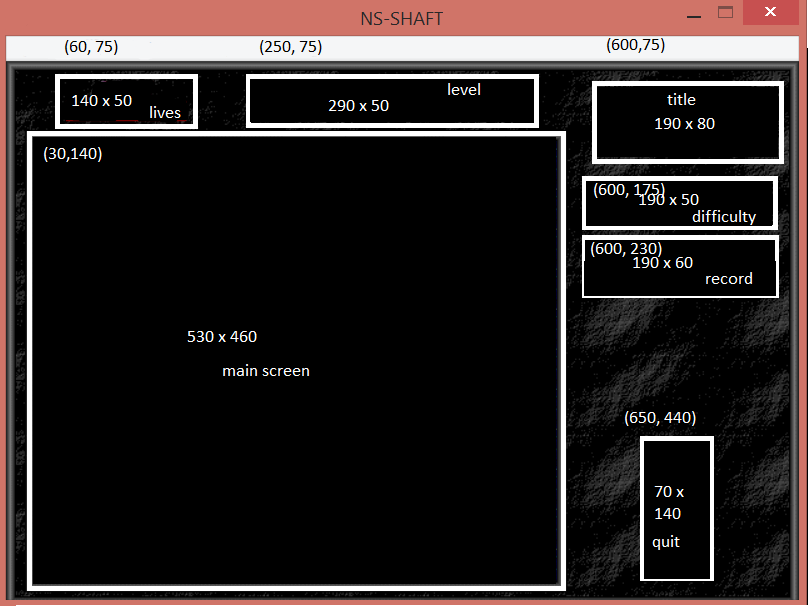 NS-SHAFT
(60, 75)
(250, 75)
(600,75)
140 x 50
lives
level
290 x 50
title
190 x 80
(30,140)
(600, 175)
190 x 50
difficulty
(600, 230)
190 x 60
record
530 x 460
main screen
(650, 440)
70 x
140
quit